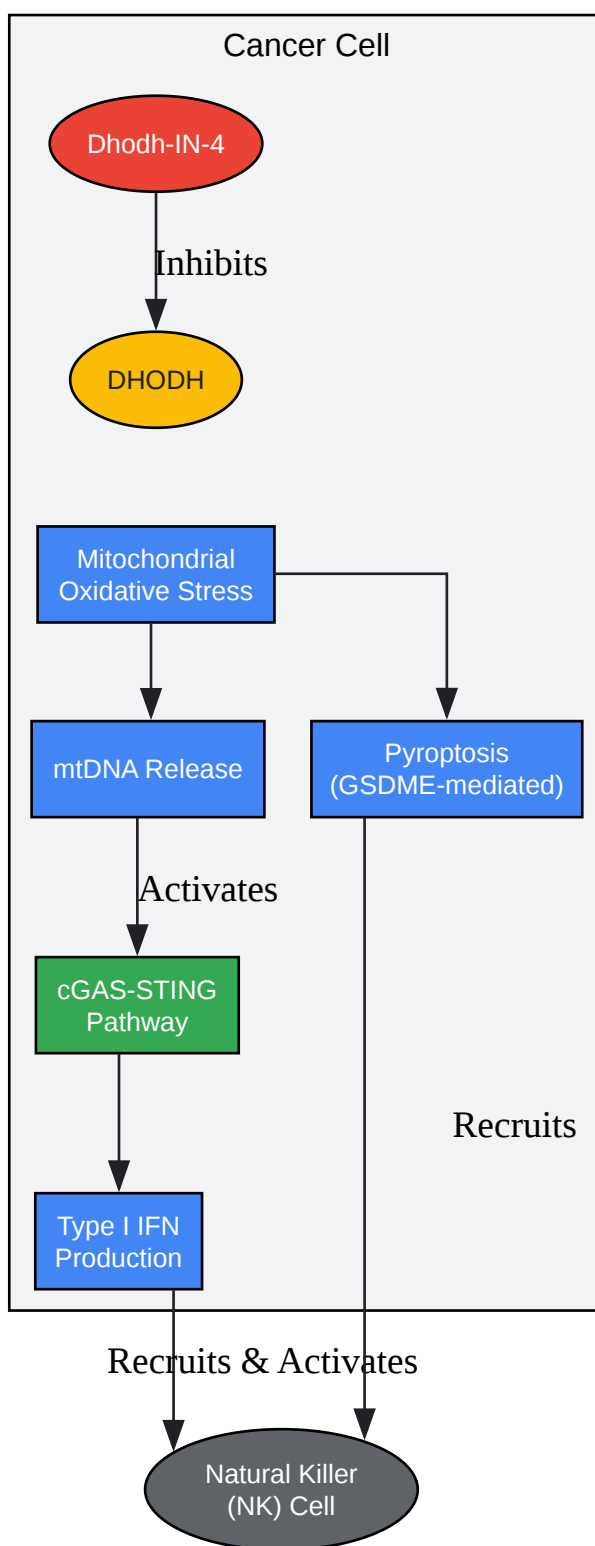 Cancer Cell
Dhodh-IN-4
Inhibits
DHODH
Mitochondrial
Oxidative Stress
mtDNA Release
Pyroptosis
(GSDME-mediated)
Activates
cGAS-STING
Pathway
Recruits
Type I IFN
Production
Recruits & Activates
Natural Killer
(NK) Cell